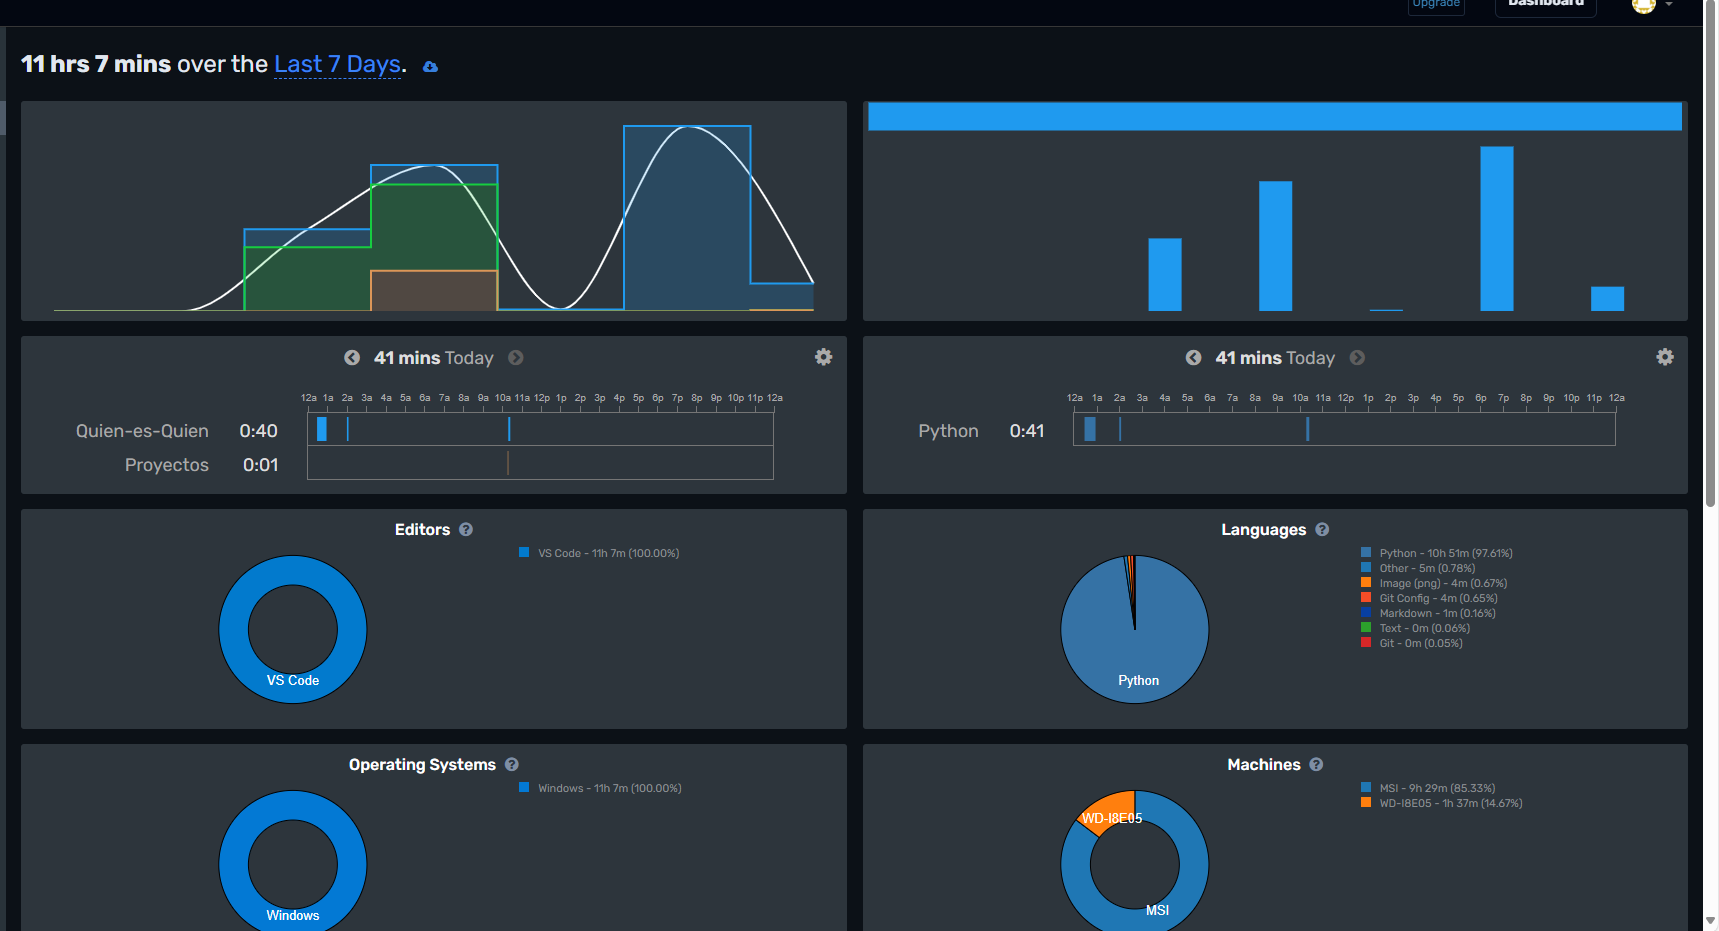 Upgrade
Dashboard
11 hrs 7 mins over the Last 7 Days.
41 mins Today
12a 1a 2a 3a 4a 5a 6a 7a 8a 9a 10a 11a 12p 1p 2p 3p 4p 5p 6p 7p 8p 9p 10p 11p 12a
Quien-es-Quien 0:40
Proyectos 0:01
41 mins Today
12a 1a 2a 3a 4a 5a 6a 7a 8a 9a 10a 11a 12p 1p 2p 3p 4p 5p 6p 7p 8p 9p 10p 11p 12a
Python 0:41
Editors ?
VS Code - 11h 7m (100.00%)
VS Code
Languages ?
Python - 10h 51m (97.61%)
Other - 5m (0.78%)
Image (png) - 4m (0.67%)
Git Config - 4m (0.65%)
Markdown - 1m (0.16%)
Text - 0m (0.06%)
Git - 0m (0.05%)
Python
Operating Systems ?
Windows - 11h 7m (100.00%)
Windows
Machines ?
MSI - 9h 29m (85.33%)
WD-I8E05 - 1h 37m (14.67%)
WD-I8E05
MSI